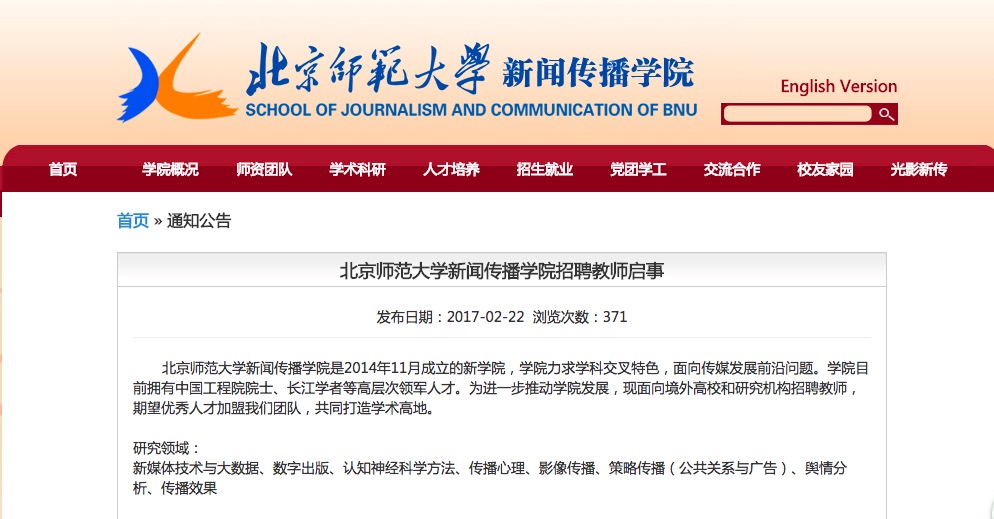 北京师范大学 新闻传播学院
SCHOOL OF JOURNALISM AND COMMUNICATION OF BNU
English Version
首页 学院概况 师资团队 学术科研 人才培养 招生就业 党团学工 交流合作 校友家园 光影新传
首页 » 通知公告
北京师范大学新闻传播学院招聘教师启事
发布日期：2017-02-22 浏览次数：371
北京师范大学新闻传播学院是2014年11月成立的新学院，学院力求学科交叉特色，面向传媒发展前沿问题。学院目
前拥有中国工程院院士、长江学者等高层次领军人才。为进一步推动学院发展，现面向境外高校和研究机构招聘教师，
期望优秀人才加盟我们团队，共同打造学术高地。
研究领域：
新媒体技术与大数据、数字出版、认知神经科学方法、传播心理、影像传播、策略传播（公共关系与广告）、舆情分
析、传播效果